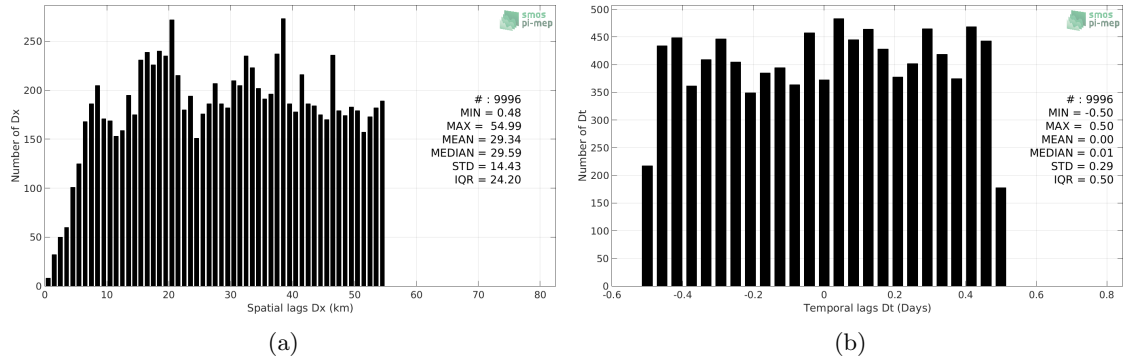 smos
pi-mep
250
200
150
100
50
0
Number of Dx
# : 9996
MIN = 0.48
MAX = 54.99
MEAN = 29.34
MEDIAN = 29.59
STD = 14.43
IQR = 24.20
0 10 20 30 40 50 60 70 80
Spatial lags Dx (km)
(a)
smos
pi-mep
500
450
400
350
300
250
200
150
100
50
0
Number of Dt
# : 9996
MIN = -0.50
MAX = 0.50
MEAN = 0.00
MEDIAN = 0.01
STD = 0.29
IQR = 0.50
-0.6 -0.4 -0.2 0 0.2 0.4 0.6 0.8
Temporal lags Dt (Days)
(b)